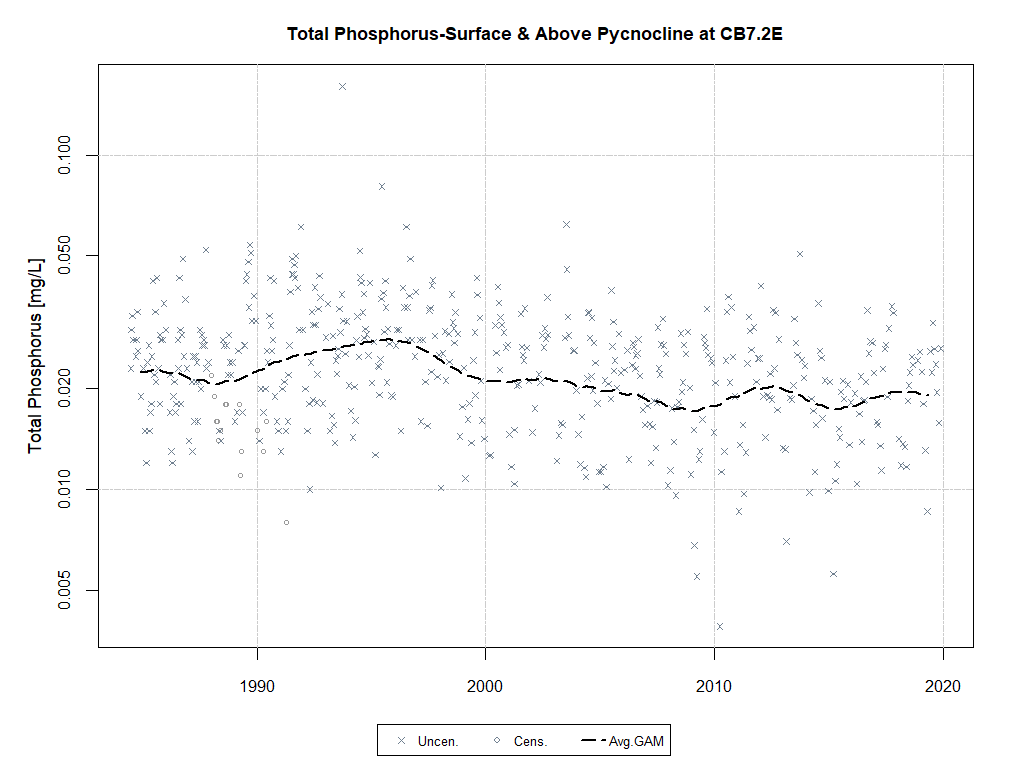 Total Phosphorus-Surface & Above Pycnocline at CB7.2E
Total Phosphorus [mg/L]
0.100
0.050
0.020
0.010
0.005
1990 2000 2010 2020
Uncen. Cens. Avg.GAM